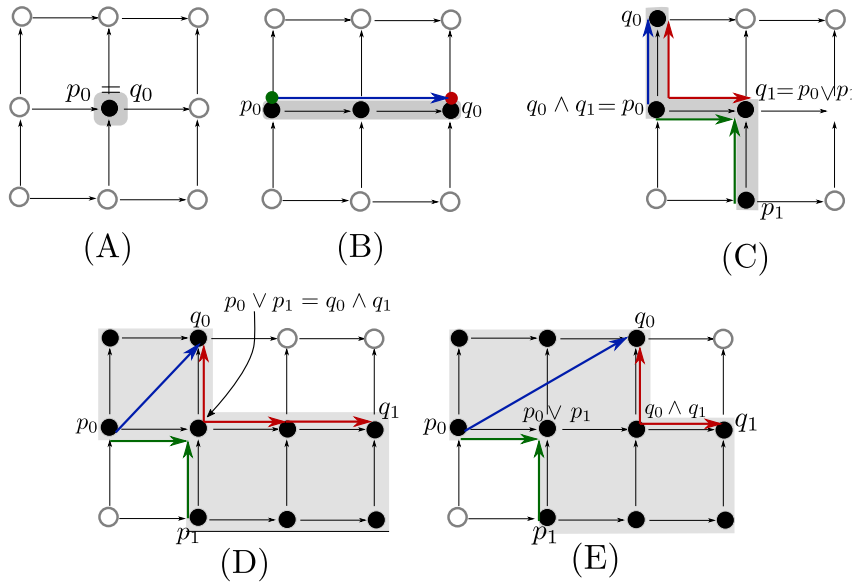 p₀ = q₀
(A)
p₀ q₀
(B)
q₀
q₀ ∧ q₁ = p₀ q₁ = p₀ ∨ p₁
p₁
(C)
p₀ ∨ p₁ = q₀ ∧ q₁
q₀
p₀ q₁
p₁
(D)
q₀
p₀ p₀ ∨ p₁ q₀ ∧ q₁ q₁
p₁
(E)